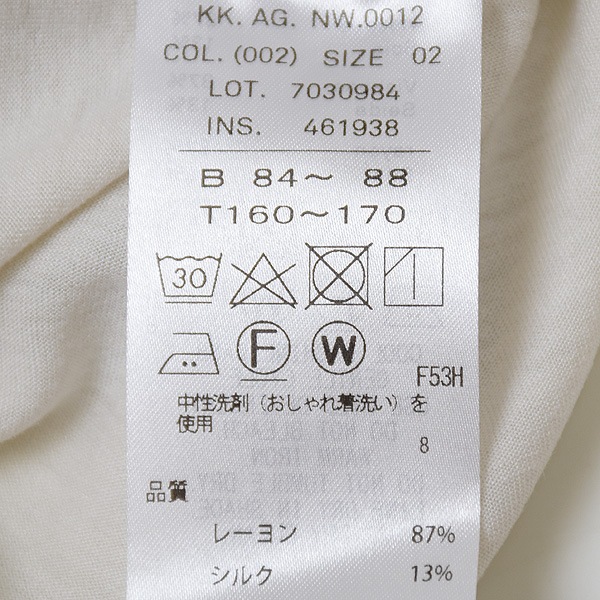 KK. AG. NW.0012
COL. (002) SIZE 02
LOT. 7030984
INS. 461938
B 84〜 88
T160〜170
30
F W
F53H
中性洗剤（おしゃれ着洗い）を
使用
8
品質
レーヨン 87%
シルク 13%